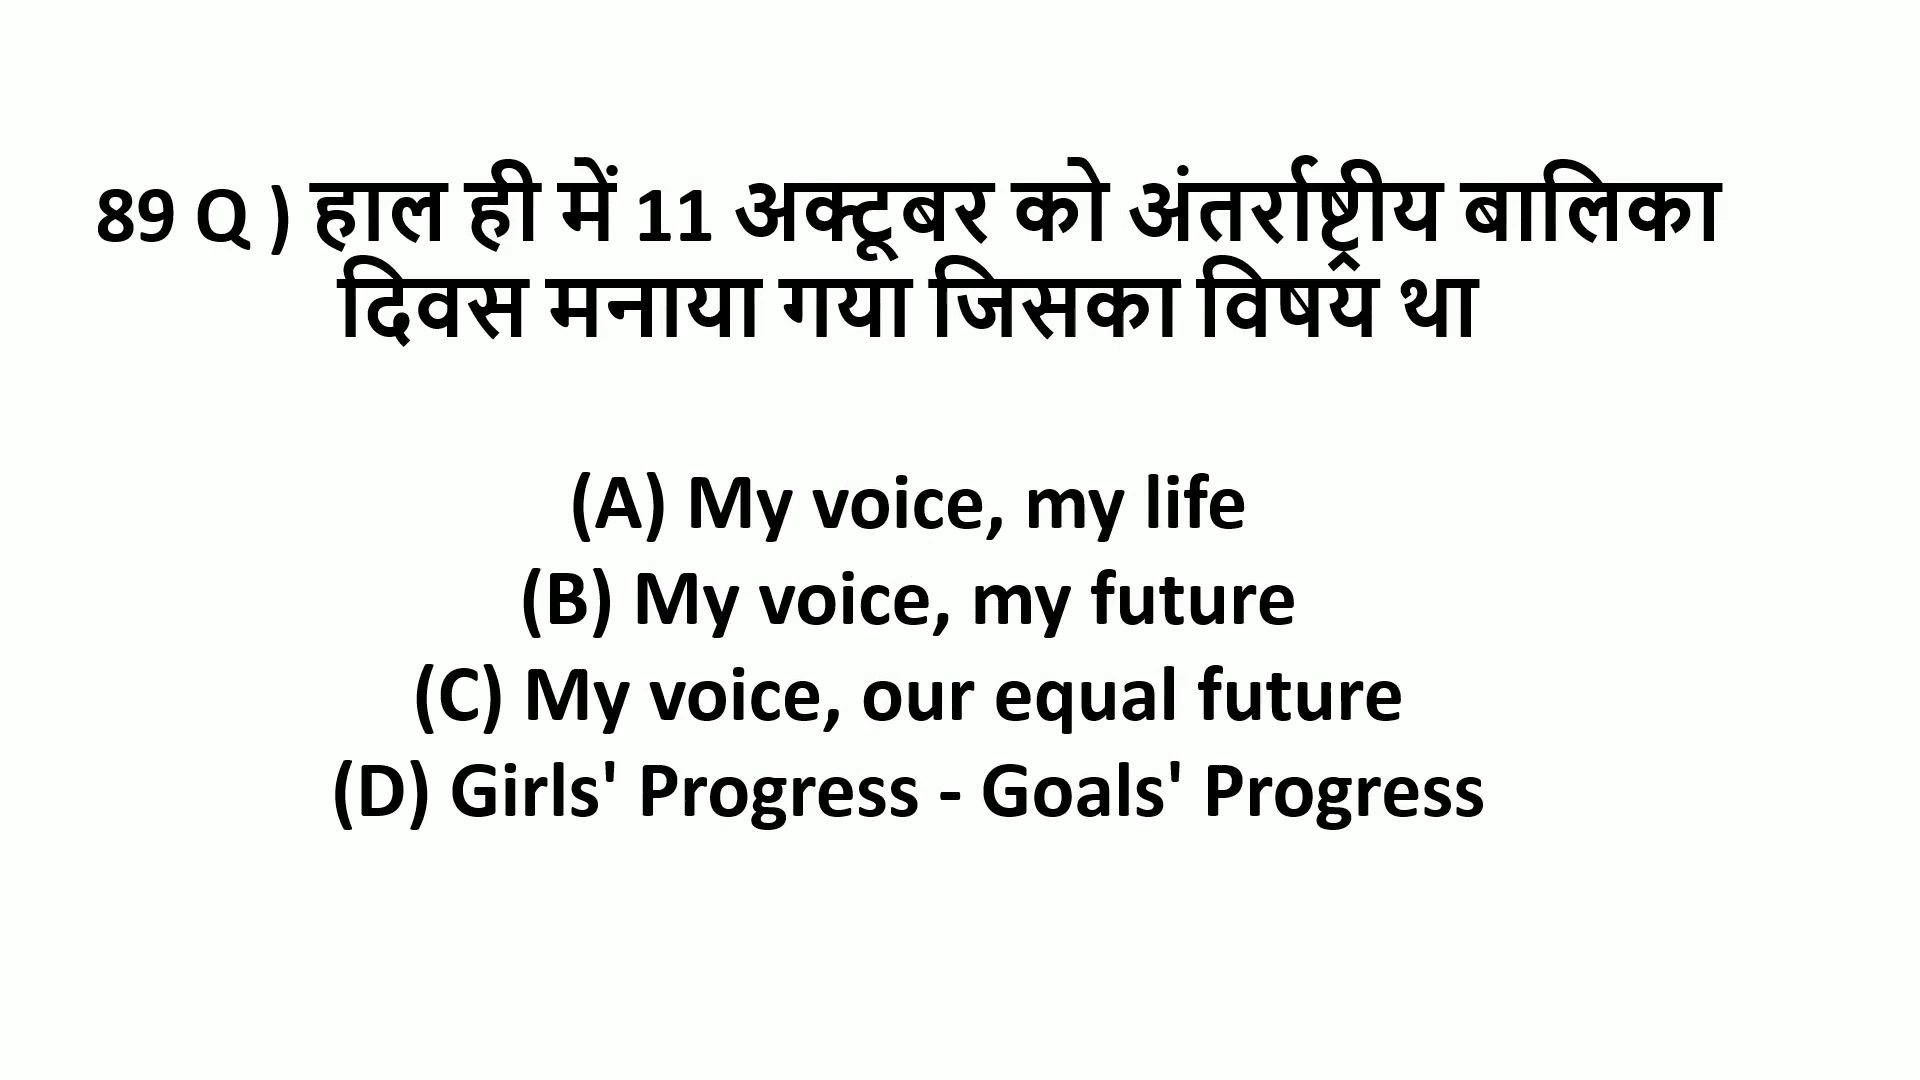 89 Q ) हाल ही में 11 अक्टूबर को अंतर्राष्ट्रीय बालिका
दिवस मनाया गया जिसका विषय था
(A) My voice, my life
(B) My voice, my future
(C) My voice, our equal future
(D) Girls' Progress - Goals' Progress